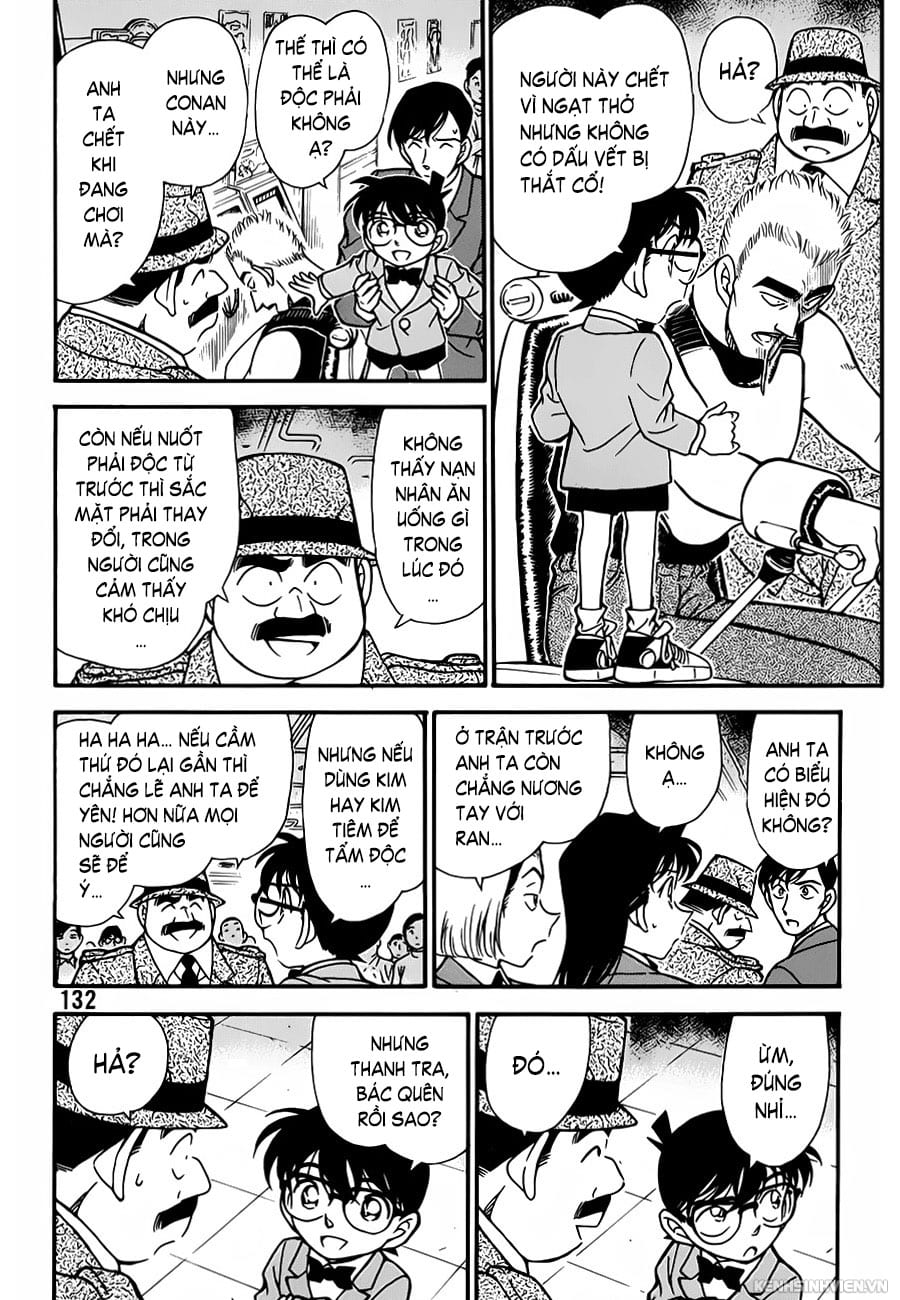 HẢ?
NGƯỜI NÀY CHẾT
VÌ NGẠT THỞ
NHƯNG KHÔNG
CÓ DẤU VẾT BỊ
THẮT CỔ!
THẾ THÌ CÓ
THỂ LÀ
ĐỘC PHẢI
KHÔNG
Ạ?
NHƯNG
CONAN
NÀY...
ANH
TA
CHẾT
KHI
ĐANG
CHƠI
MÀ?
KHÔNG
THẤY NẠN
NHÂN ĂN
UỐNG GÌ
TRONG
LÚC ĐÓ
...
CÒN NẾU NUỐT
PHẢI ĐỘC TỪ
TRƯỚC THÌ SẮC
MẶT PHẢI THAY
ĐỔI, TRONG
NGƯỜI CŨNG
CẢM THẤY
KHÓ CHỊU
...
ANH TA
CÓ BIỂU
HIỆN ĐÓ
KHÔNG?
KHÔNG
Ạ...
Ở TRẬN TRƯỚC
ANH TA CÒN
CHẲNG NƯƠNG
TAY VỚI
RAN...
NHƯNG NẾU
DÙNG KIM
HAY KIM
TIÊM ĐỂ
TẨM ĐỘC
...
HA HA HA... NẾU CẦM
THỨ ĐÓ LẠI GẦN THÌ
CHẲNG LẼ ANH TA ĐỂ
YÊN! HƠN NỮA MỌI
NGƯỜI CŨNG
SẼ ĐỂ
Ý...
132
ỪM,
ĐÚNG
NHỈ...
ĐÓ...
NHƯNG
THANH TRA,
BÁC QUÊN
RỒI SAO?
HẢ?
KENHSINHVIEN.VN